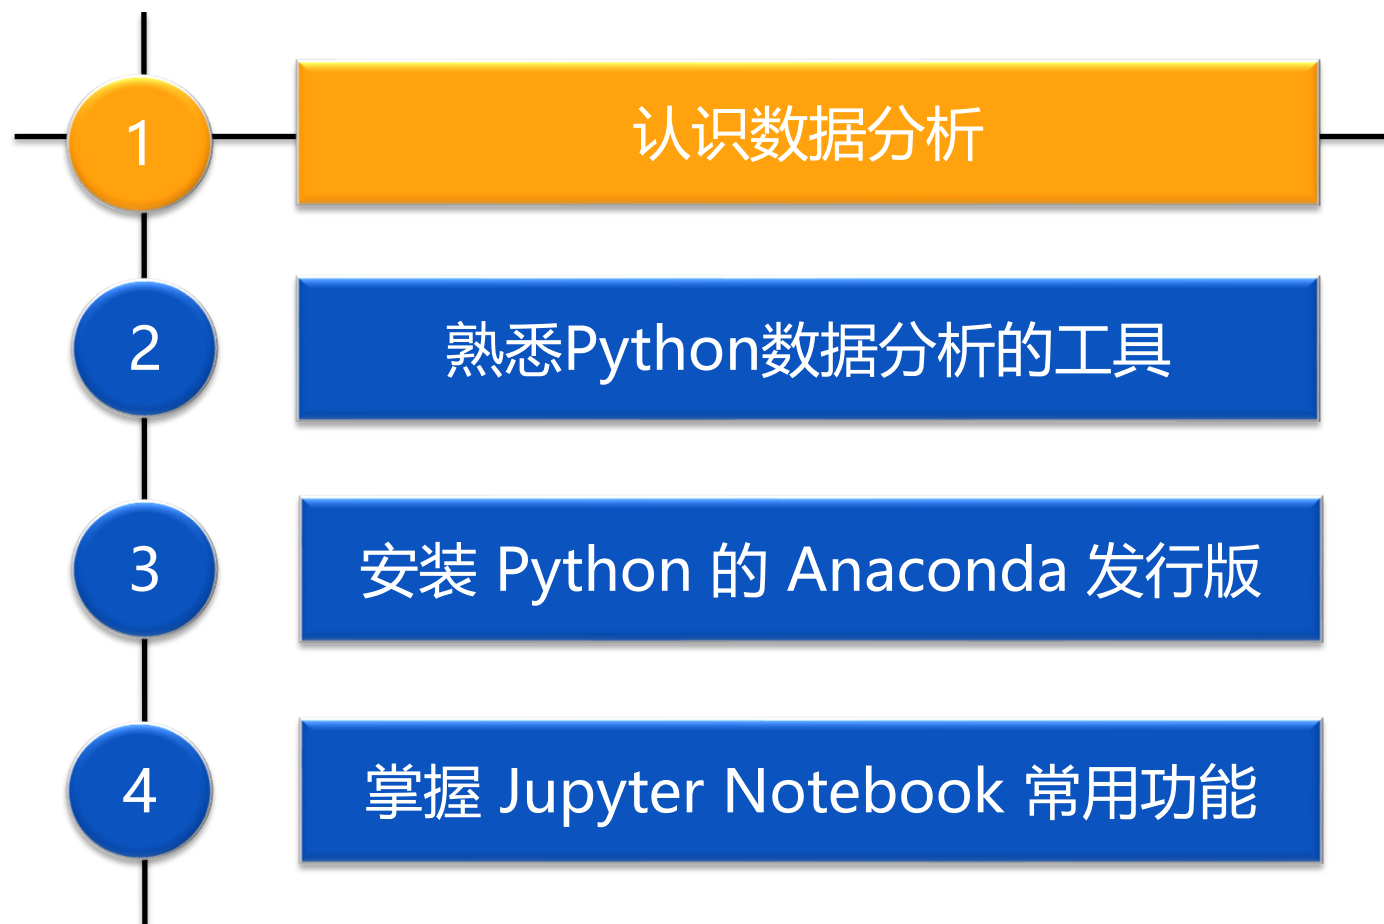 1
认识数据分析
2
熟悉Python数据分析的工具
3
安装 Python 的 Anaconda 发行版
4
掌握 Jupyter Notebook 常用功能